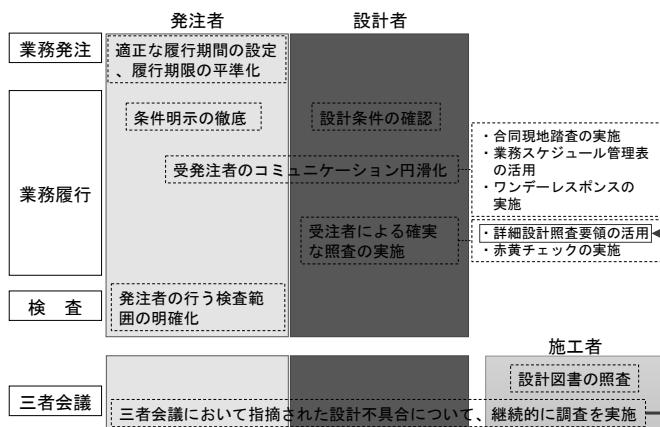 発注者
設計者
業務発注
適正な履行期間の設定
、履行期限の平準化
業務履行
条件明示の徹底
設計条件の確認
受発注者のコミュニケーション円滑化
・合同現地踏査の実施
・業務スケジュール管理表
の活用
・ワンデーレスポンスの
実施
受注者による確実
な照査の実施
・詳細設計照査要領の活用
・赤黄チェックの実施
検　査
発注者の行う検査範
囲の明確化
施工者
三者会議
設計図書の照査
三者会議において指摘された設計不具合について、継続的に調査を実施